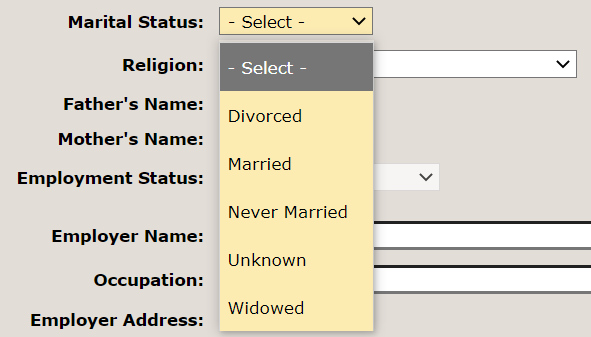 Marital Status: - Select -
- Select -
Divorced
Married
Never Married
Unknown
Widowed
Religion:
Father's Name:
Mother's Name:
Employment Status:
Employer Name:
Occupation:
Employer Address: